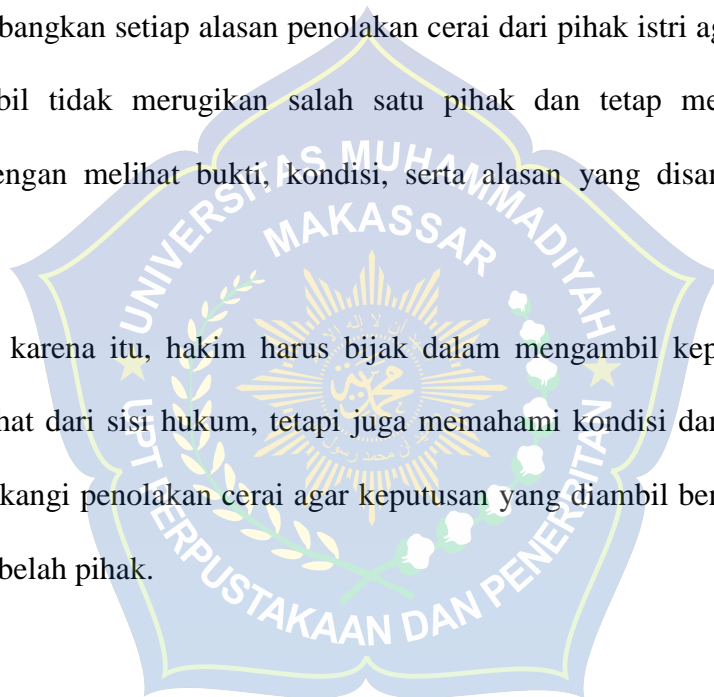 bangkan setiap alasan penolakan cerai dari pihak istri ag
bil tidak merugikan salah satu pihak dan tetap me
engan melihat bukti, kondisi, serta alasan yang disar
karena itu, hakim harus bijak dalam mengambil kep
hat dari sisi hukum, tetapi juga memahami kondisi dar
kangi penolakan cerai agar keputusan yang diambil ber
belah pihak.
UNIVERSITAS MUHAMMADIYAH
MAKASSAR
UPT PERPUSTAKAAN DAN PENERBITAN